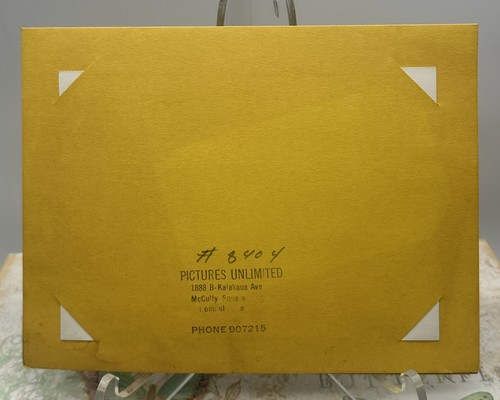 # 8404
PICTURES UNLIMITED
1888 B-Kalakaua Ave
McCully
PHONE 907215